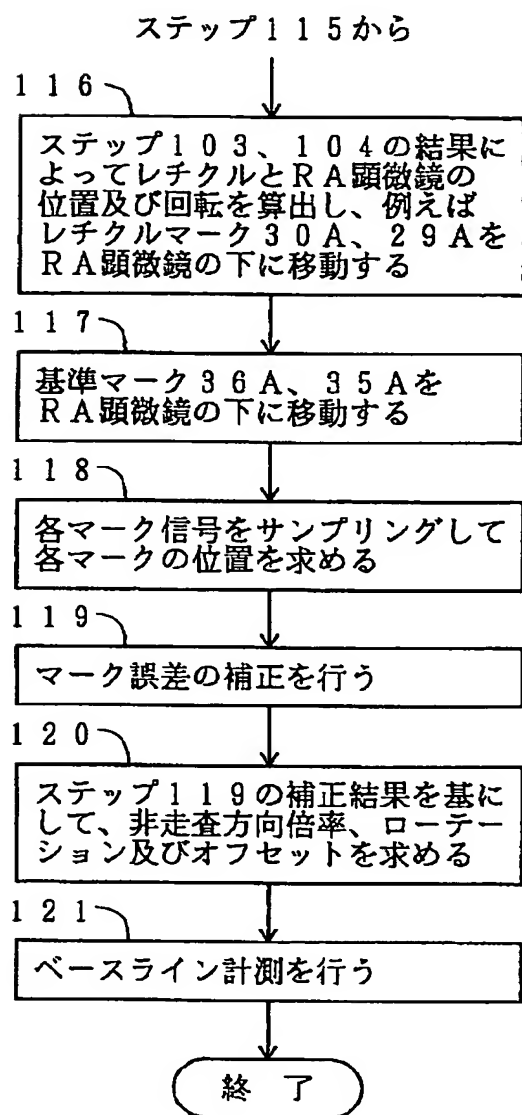 ステップ115から
116
ステップ103、104の結果に
よってレチクルとRA顕微鏡の
位置及び回転を算出し、例えば
レチクルマーク30A、29Aを
RA顕微鏡の下に移動する
117
基準マーク36A、35Aを
RA顕微鏡の下に移動する
118
各マーク信号をサンプリングして
各マークの位置を求める
119
マーク誤差の補正を行う
120
ステップ119の補正結果を基に
して、非走査方向倍率、ローテー
ション及びオフセットを求める
121
ベースライン計測を行う
終 了